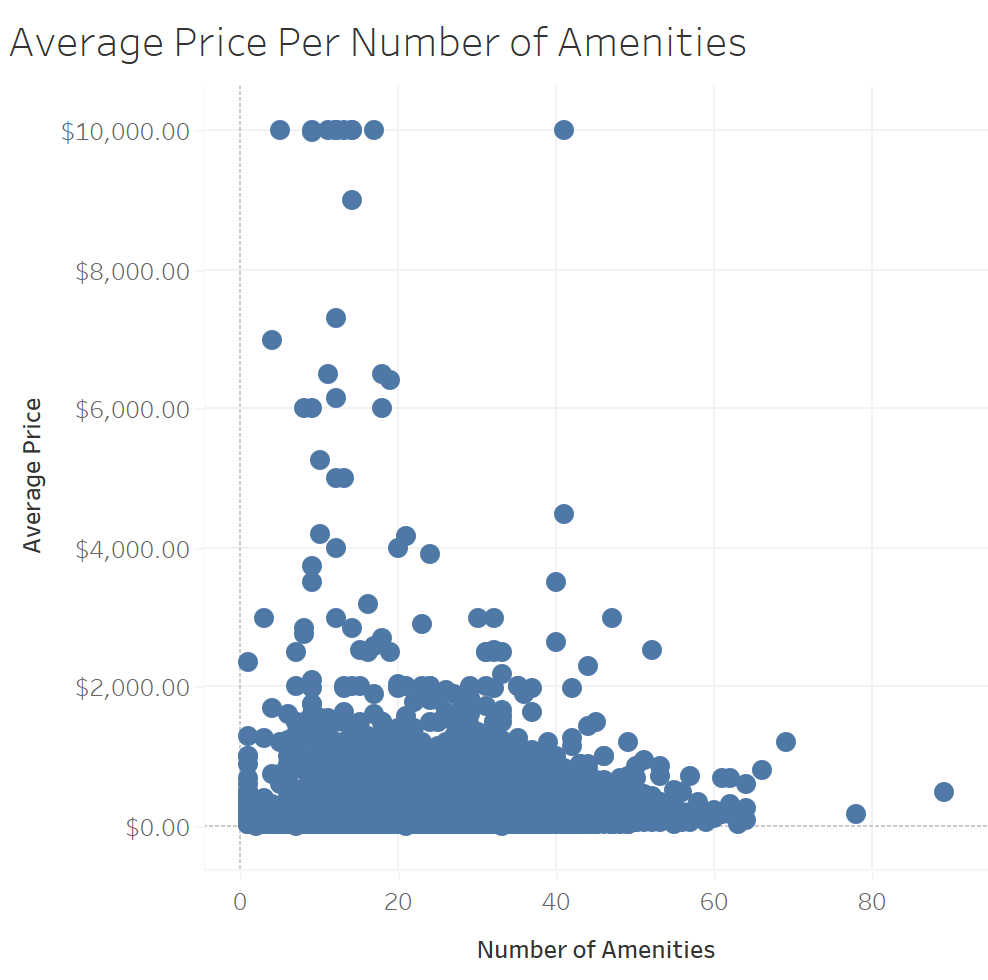 Average Price Per Number of Amenities
$10,000.00
$8,000.00
$6,000.00
$4,000.00
$2,000.00
$0.00
Average Price
0 20 40 60 80
Number of Amenities